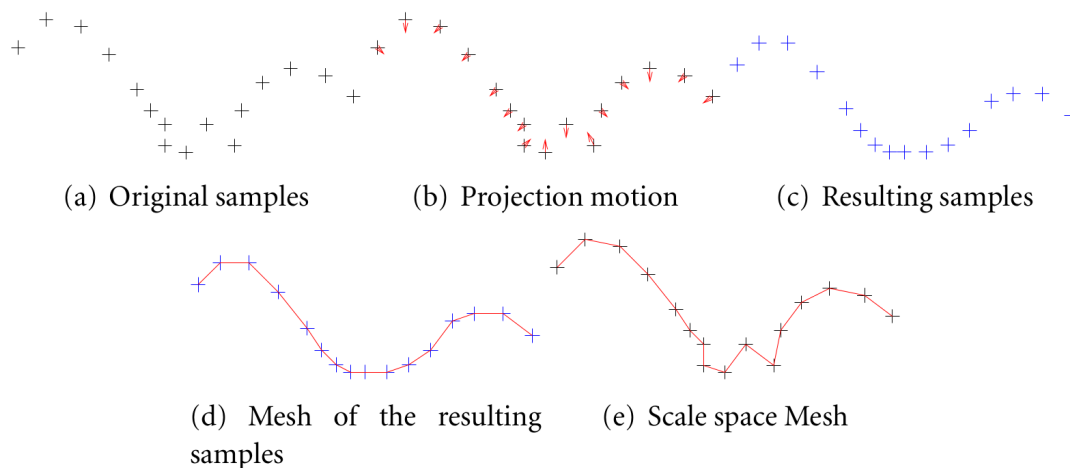 (a) Original samples
(b) Projection motion
(c) Resulting samples
(d) Mesh of the resulting
samples
(e) Scale space Mesh